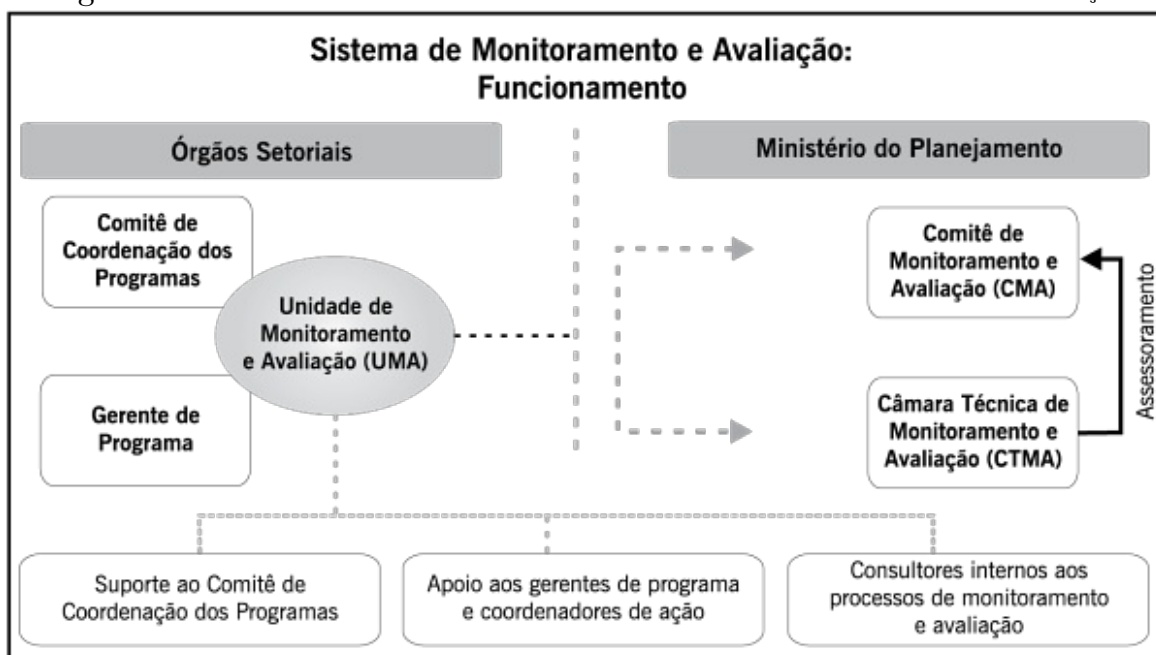 Sistema de Monitoramento e Avaliação:
Funcionamento
Órgãos Setoriais
Ministério do Planejamento
Comitê de
Coordenação dos
Programas
Unidade de
Monitoramento
e Avaliação (UMA)
Gerente de
Programa
Comitê de
Monitoramento e
Avaliação (CMA)
Câmara Técnica de
Monitoramento e
Avaliação (CTMA)
Assessoramento
Suporte ao Comitê de
Coordenação dos Programas
Apoio aos gerentes de programa
e coordenadores de ação
Consultores internos aos
processos de monitoramento
e avaliação